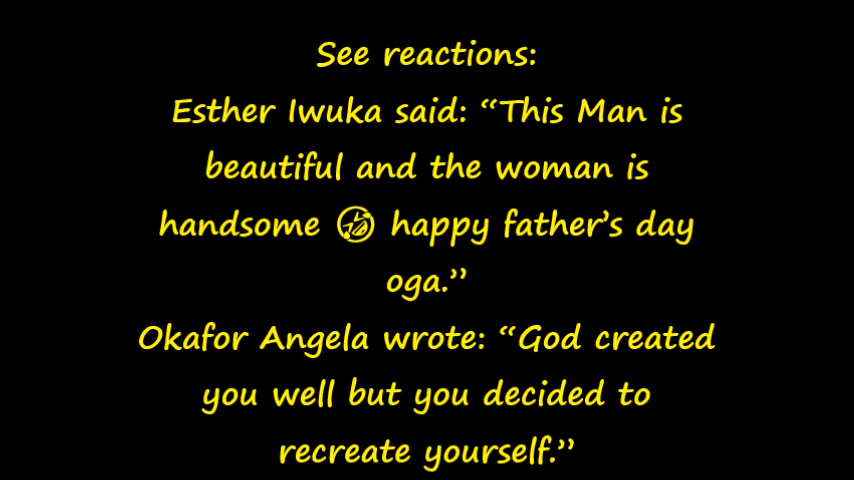 See reactions:
Esther Iwuka said: “This Man is
beautiful and the woman is
handsome 🤣 happy father’s day
oga.”
Okafor Angela wrote: “God created
you well but you decided to
recreate yourself.”